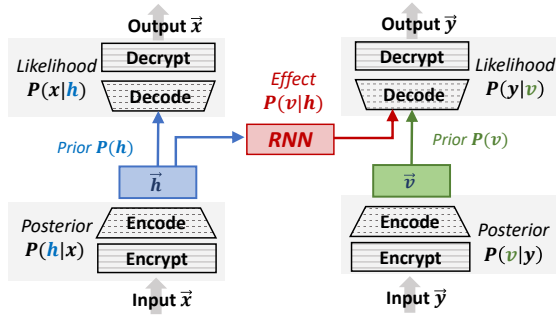 Output x⃗
Decrypt
Likelihood
P(x|h)
Decode
Prior P(h)
h⃗
Posterior
P(h|x)
Encode
Encrypt
Input x⃗
Effect
P(v|h)
RNN
Output y⃗
Decrypt
Likelihood
P(y|v)
Decode
Prior P(v)
v⃗
Encode
Posterior
P(v|y)
Encrypt
Input y⃗